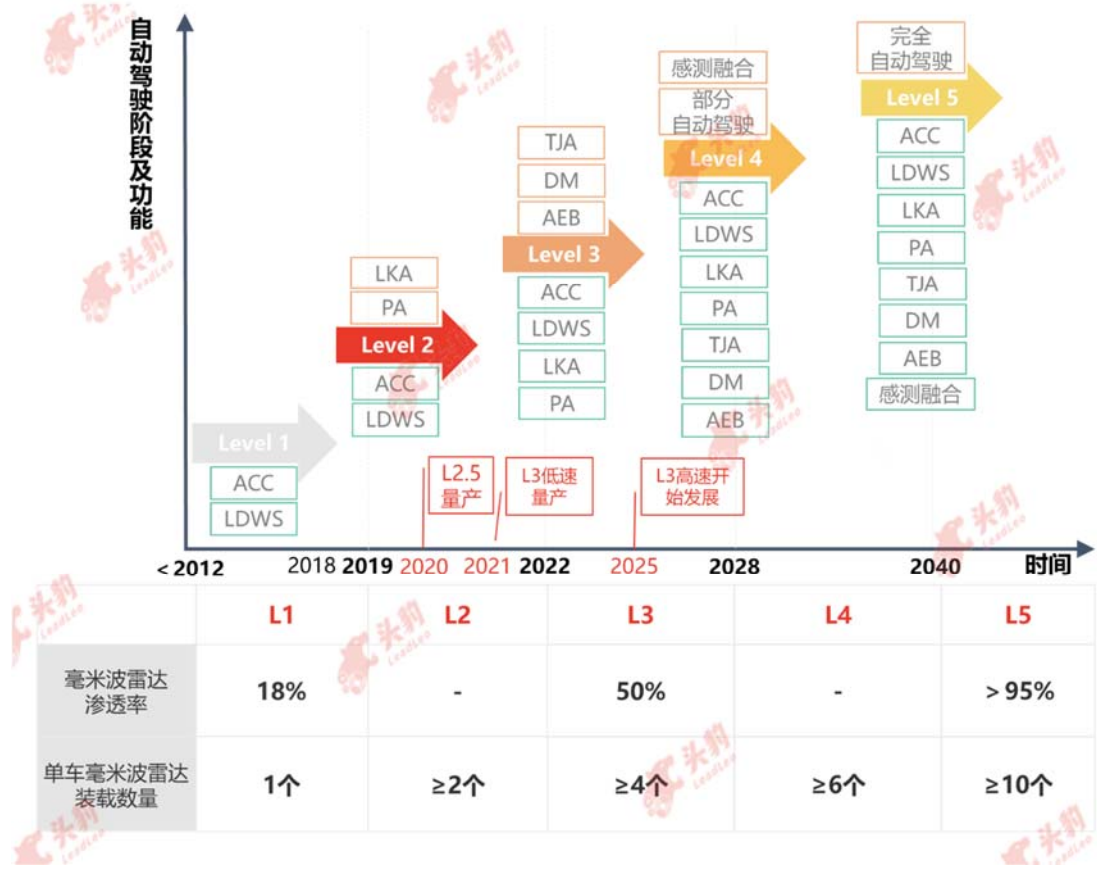 自动驾驶阶段及功能
Level 1
ACC
LDWS
LKA
PA
Level 2
ACC
LDWS
TJA
DM
AEB
Level 3
ACC
LDWS
LKA
PA
感测融合
部分
自动驾驶
Level 4
ACC
LDWS
LKA
PA
TJA
DM
AEB
完全
自动驾驶
Level 5
ACC
LDWS
LKA
PA
TJA
DM
AEB
感测融合
L2.5
量产
L3低速
量产
L3高速开
始发展
<2012 2018 2019 2020 2021 2022 2025 2028 2040 时间
L1 L2 L3 L4 L5
毫米波雷达
渗透率
18% - 50% - >95%
单车毫米波雷达
装载数量
1个 ≥2个 ≥4个 ≥6个 ≥10个
头豹
LeadLeo